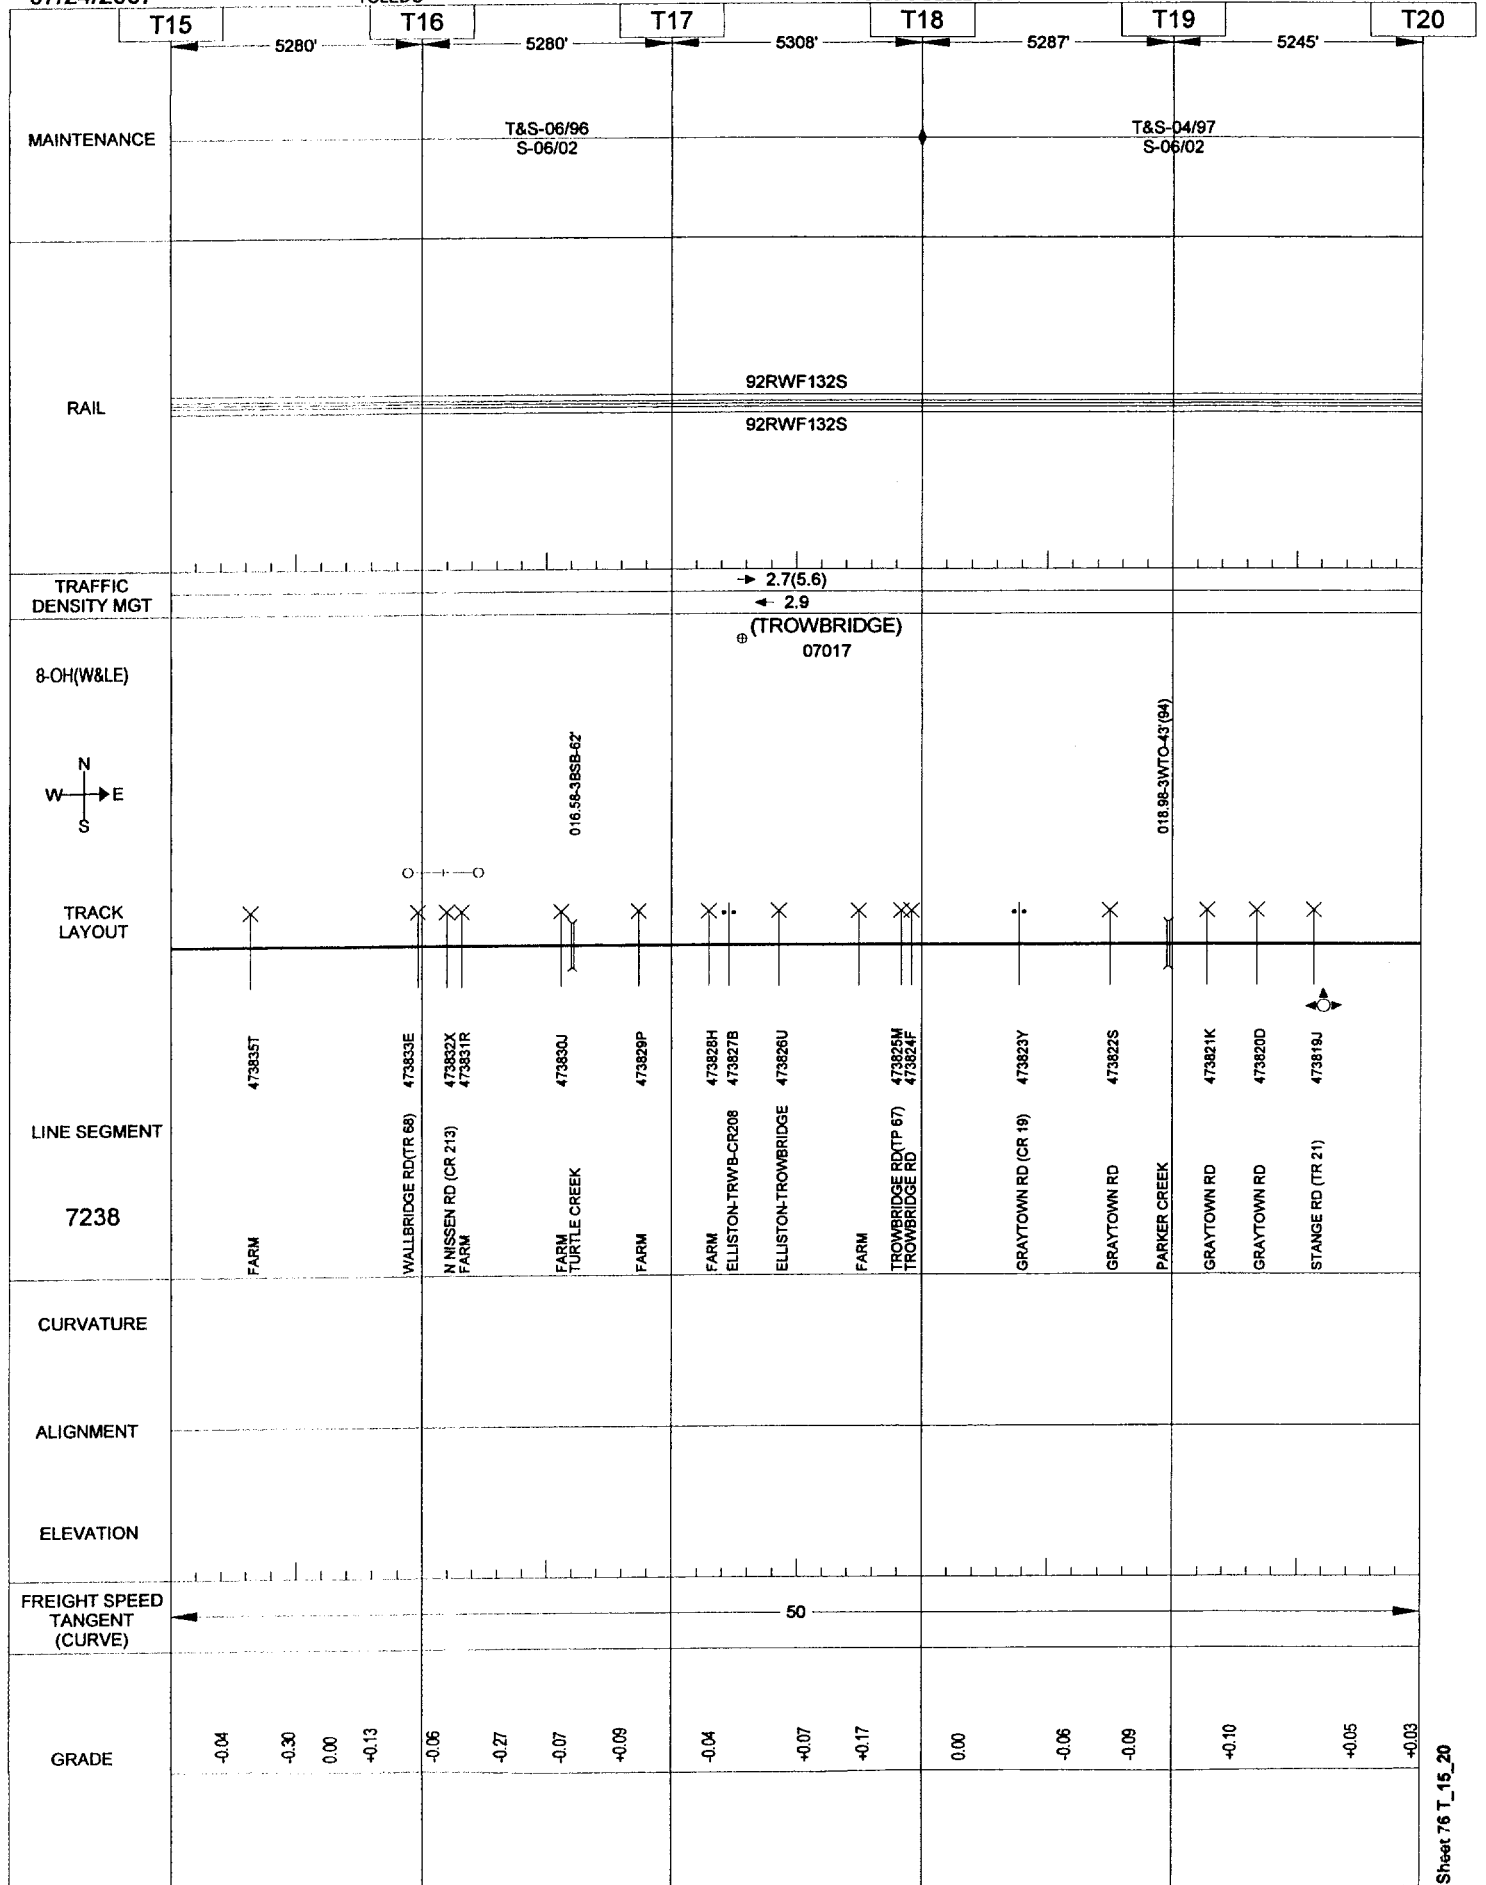 T15 T16 T17 T18 T19 T20
5280' 5280' 5308' 5287' 5245'
MAINTENANCE
T&S-06/96
S-06/02
T&S-04/97
S-06/02
RAIL
92RWF132S
92RWF132S
TRAFFIC
DENSITY MGT
2.7(5.6)
2.9
(TROWBRIDGE)
07017
8-OH(W&LE)
N
W E
S
016.58-3BSB-62'
018.98-3WTO-43'(94)
TRACK
LAYOUT
473835T
473833E
473832X
473831R
473830J
473829P
473828H
473827B
473826U
473825M
473824F
473823Y
473822S
473821K
473820D
473819J
LINE SEGMENT
7238
FARM
WALLBRIDGE RD(TR 68)
N NISSEN RD (CR 213)
FARM
FARM
TURTLE CREEK
FARM
FARM
ELLISTON-TRWB-CR208
ELLISTON-TROWBRIDGE
FARM
TROWBRIDGE RD(TP 67)
TROWBRIDGE RD
GRAYTOWN RD (CR 19)
GRAYTOWN RD
PARKER CREEK
GRAYTOWN RD
GRAYTOWN RD
STANGE RD (TR 21)
CURVATURE
ALIGNMENT
ELEVATION
FREIGHT SPEED
TANGENT
(CURVE)
50
GRADE
-0.04
-0.30
0.00
+0.13
-0.06
-0.27
-0.07
+0.09
-0.04
+0.07
+0.17
0.00
-0.06
-0.09
+0.10
+0.05
+0.03
Sheet 76 T_15_20